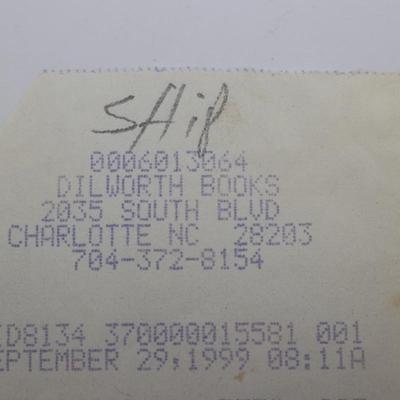 Ship
0006013064
DILWORTH BOOKS
2035 SOUTH BLVD
CHARLOTTE NC 28203
704-372-8154
ID8134 370000015581 001
EPTEMBER 29,1999 08:11A